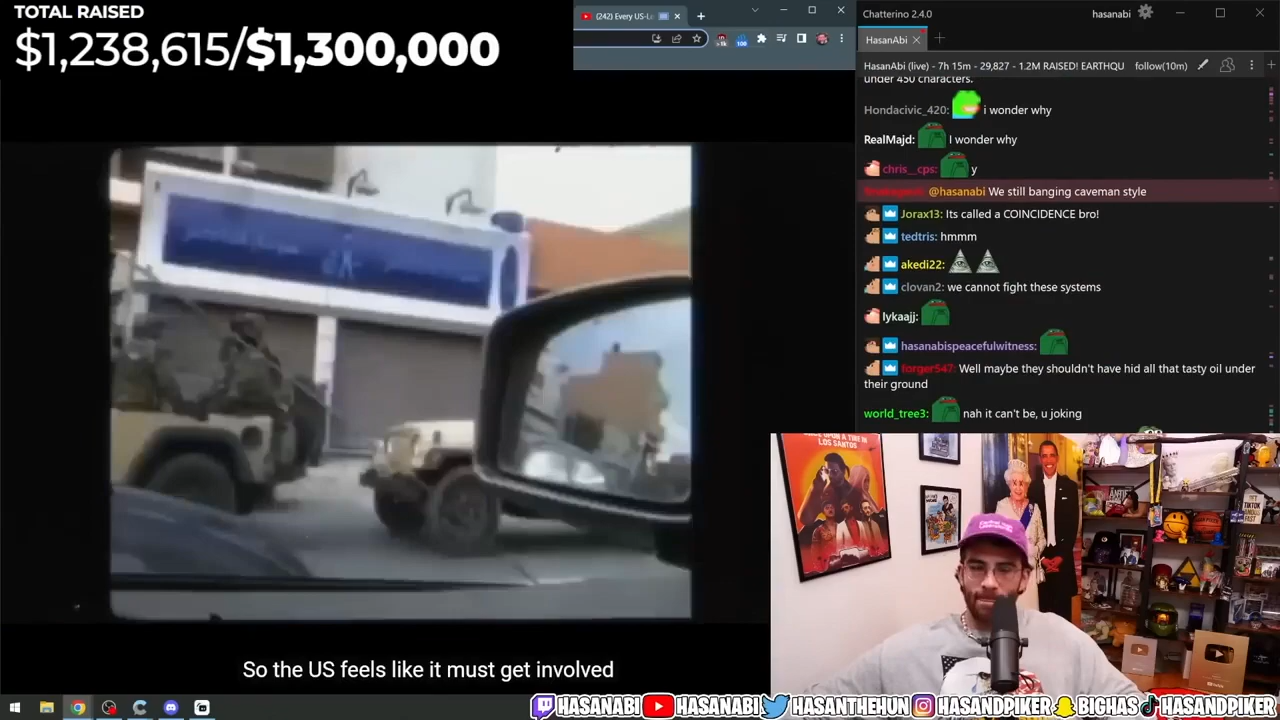 TOTAL RAISED
$1,238,615/$1,300,000
(242) Every US-L
>1k
100
Chatterino 2.4.0
hasanabi
HasanAbi
HasanAbi (live) - 7h 15m - 29,827 - 1.2M RAISED! EARTHQU
follow(10m)
under 450 characters.
Hondacivic_420: i wonder why
RealMajd: I wonder why
chris__cps: y
@hasanabi We still banging caveman style
Jorax13: Its called a COINCIDENCE bro!
tedtris: hmmm
akedi22:
clovan2: we cannot fight these systems
lykaajj:
hasanabispeacefulwitness:
forger547: Well maybe they shouldn't have hid all that tasty oil under
their ground
world_tree3: nah it can't be, u joking
LOS SANTOS
So the US feels like it must get involved
HASANABI HASANABI HASANTHEHUN HASANDPIKER BIGHAS HASANDPIKER